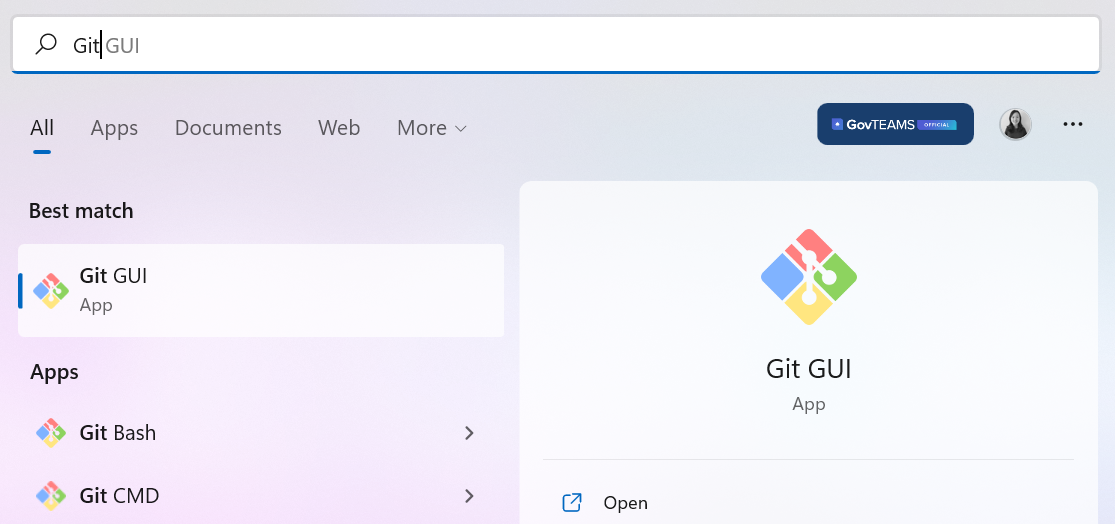 Git GUI
All Apps Documents Web More
GovTEAMS OFFICIAL
Best match
Git GUI
App
Apps
Git Bash
Git CMD
Git GUI
App
Open